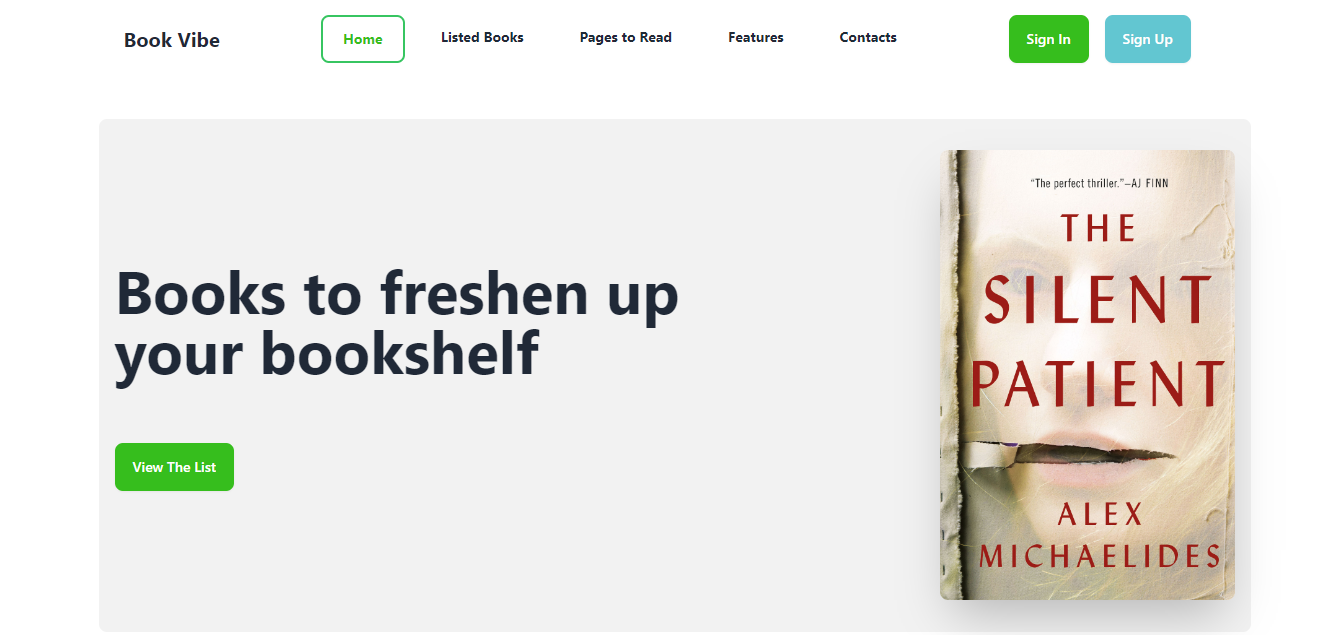 Book Vibe
Home
Listed Books
Pages to Read
Features
Contacts
Sign In
Sign Up
Books to freshen up
your bookshelf
View The List
“The perfect thriller.”—AJ FINN
THE
SILENT
PATIENT
ALEX
MICHAELIDES